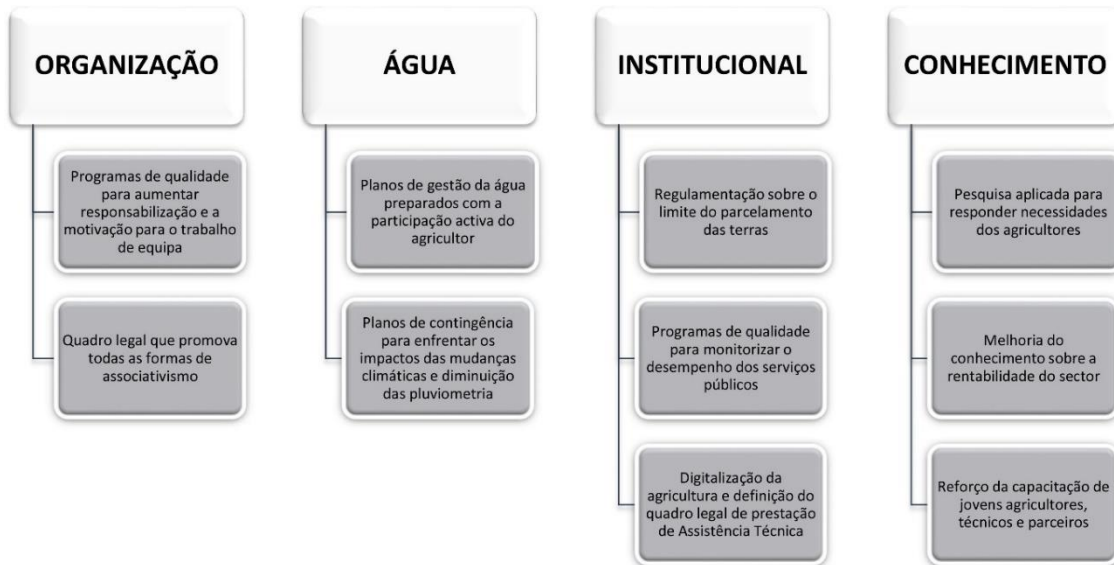 ORGANIZAÇÃO
Programas de qualidade
para aumentar
responsabilização e a
motivação para o trabalho
de equipa
Quadro legal que promova
todas as formas de
associativismo
ÁGUA
Planos de gestão da água
preparados com a
participação activa do
agricultor
Planos de contingência
para enfrentar os
impactos das mudanças
climáticas e diminuição
das pluviometria
INSTITUCIONAL
Regulamentação sobre o
limite do parcelamento
das terras
Programas de qualidade
para monitorizar o
desempenho dos serviços
públicos
Digitalização da
agricultura e definição do
quadro legal de prestação
de Assistência Técnica
CONHECIMENTO
Pesquisa aplicada para
responder necessidades
dos agricultores
Melhoria do
conhecimento sobre a
rentabilidade do sector
Reforço da capacitação de
jovens agricultores,
técnicos e parceiros